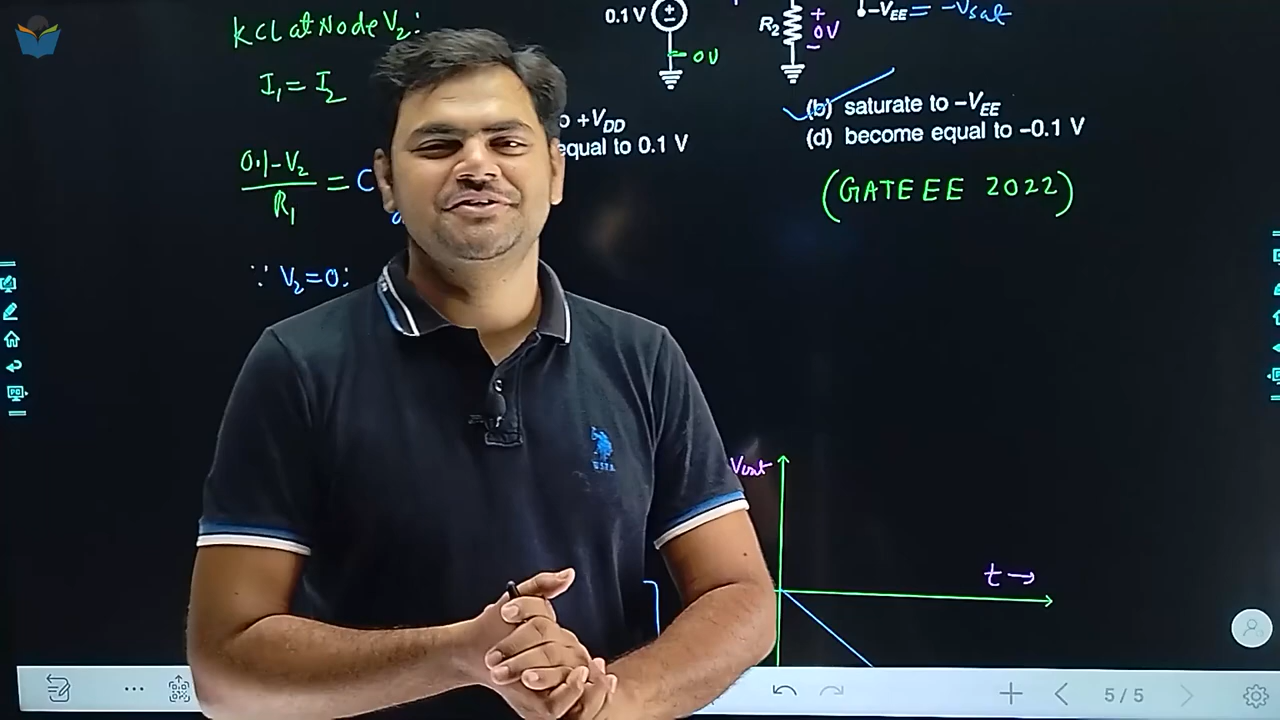 KCL at Node V2:
0.1 V
0V
R2
+
0V
−
-VEE = -Vsat
I1 = I2
(b) saturate to -VEE
+VDD
(d) become equal to -0.1 V
equal to 0.1 V
0.1-V2
R1
= C
(GATE EE 2022)
∵ V2=0:
Vout
t →
5 / 5